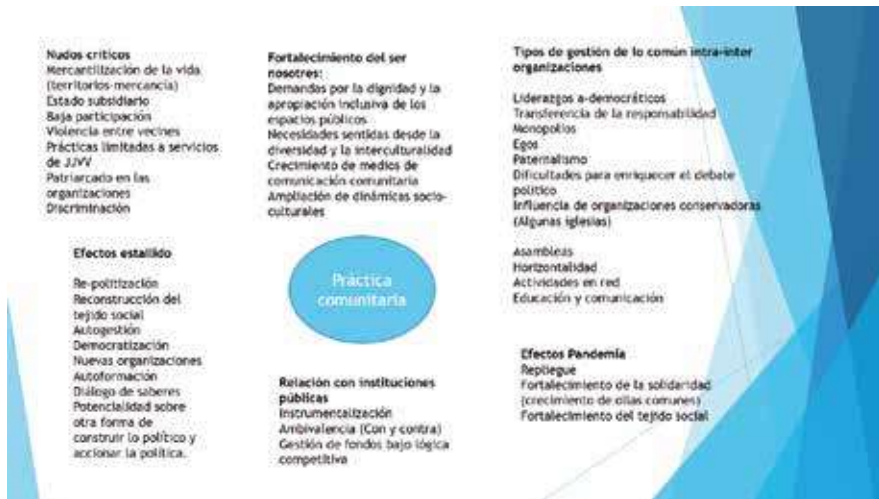 Nudos críticos
Mercantilización de la vida
(territorios-mercancía)
Estado subsidiario
Baja participación
Violencia entre vecines
Prácticas limitadas a servicios
de JJVV
Patriarcado en las
organizaciones
Discriminación
Fortalecimiento del ser
nosotres:
Demandas por la dignidad y la
apropiación inclusiva de los
espacios públicos
Necesidades sentidas desde la
diversidad y la interculturalidad
Crecimiento de medios de
comunicación comunitaria
Ampliación de dinámicas socio-
culturales
Tipos de gestión de lo común intra-inter
organizaciones
Liderazgos a-democráticos
Transferencia de la responsabilidad
Monopolios
Egos
Paternalismo
Dificultades para enriquecer el debate
político
Influencia de organizaciones conservadoras
(Algunas iglesias)
Asambleas
Horizontalidad
Actividades en red
Educación y comunicación
Efectos estallido
Re-politización
Reconstrucción del
tejido social
Autogestión
Democratización
Nuevas organizaciones
Autoformación
Diálogo de saberes
Potencialidad sobre
otra forma de
construir lo político y
accionar la política.
Práctica
comunitaria
Relación con instituciones
públicas
Instrumentalización
Ambivalencia (Con y contra)
Gestión de fondos bajo lógica
competitiva
Efectos Pandemia
Repliegue
Fortalecimiento de la solidaridad
(crecimiento de ollas comunes)
Fortalecimiento del tejido social